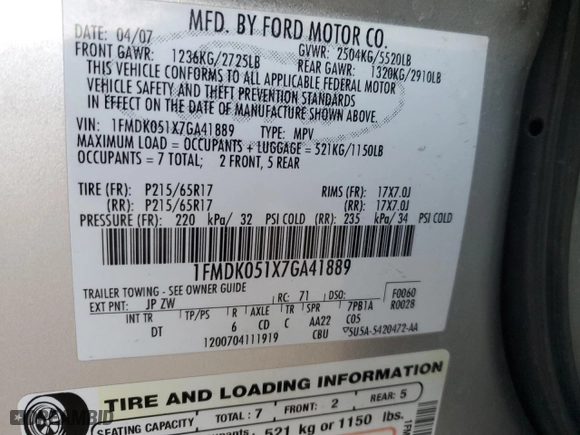 MFD. BY FORD MOTOR CO.
DATE: 04/07 GVWR: 2504KG/5520LB
FRONT GAWR: 1236KG/2725LB REAR GAWR: 1320KG/2910LB
THIS VEHICLE CONFORMS TO ALL APPLICABLE FEDERAL MOTOR
VEHICLE SAFETY AND THEFT PREVENTION STANDARDS
IN EFFECT ON THE DATE OF MANUFACTURE SHOWN ABOVE.
VIN: 1FMDK051X7GA41889 TYPE: MPV
MAXIMUM LOAD = OCCUPANTS + LUGGAGE = 521KG/1150LB
OCCUPANTS = 7 TOTAL; 2 FRONT, 5 REAR
TIRE (FR): P215/65R17 RIMS (FR): 17X7.0J
(RR): P215/65R17 (RR): 17X7.0J
PRESSURE (FR): 220 kPa/ 32 PSI COLD (RR): 235 kPa/ 34 PSI COLD
1FMDK051X7GA41889
TRAILER TOWING - SEE OWNER GUIDE
EXT PNT: JP ZW RC: 71 DSO: F0060
R0028
INT TR TP/PS R AXLE TR SPR 7PB1A
DT 6 CD C AA22 C05
1200704111919 CBU 5U5A-5420472-AA
TIRE AND LOADING INFORMATION
SEATING CAPACITY TOTAL: 7 FRONT: 2 REAR: 5
521 kg or 1150 lbs.